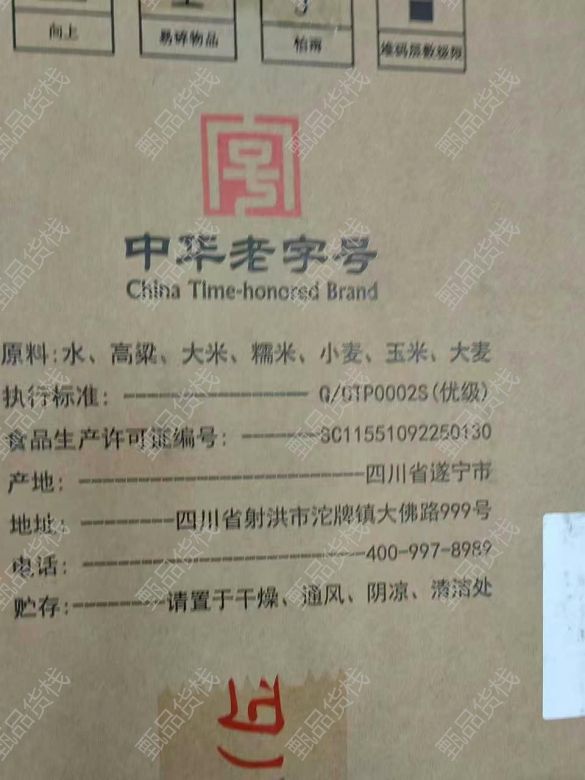 向上
易碎物品
怕雨
堆码层数极限
中华老字号
China Time-honored Brand
原料:水、高粱、大米、糯米、小麦、玉米、大麦
执行标准: Q/GTP0002S(优级)
食品生产许可证编号: SC11551092250130
产地: 四川省遂宁市
地址: 四川省射洪市沱牌镇大佛路999号
电话: 400-997-8989
贮存: 请置于干燥、通风、阴凉、清洁处
甄品货栈